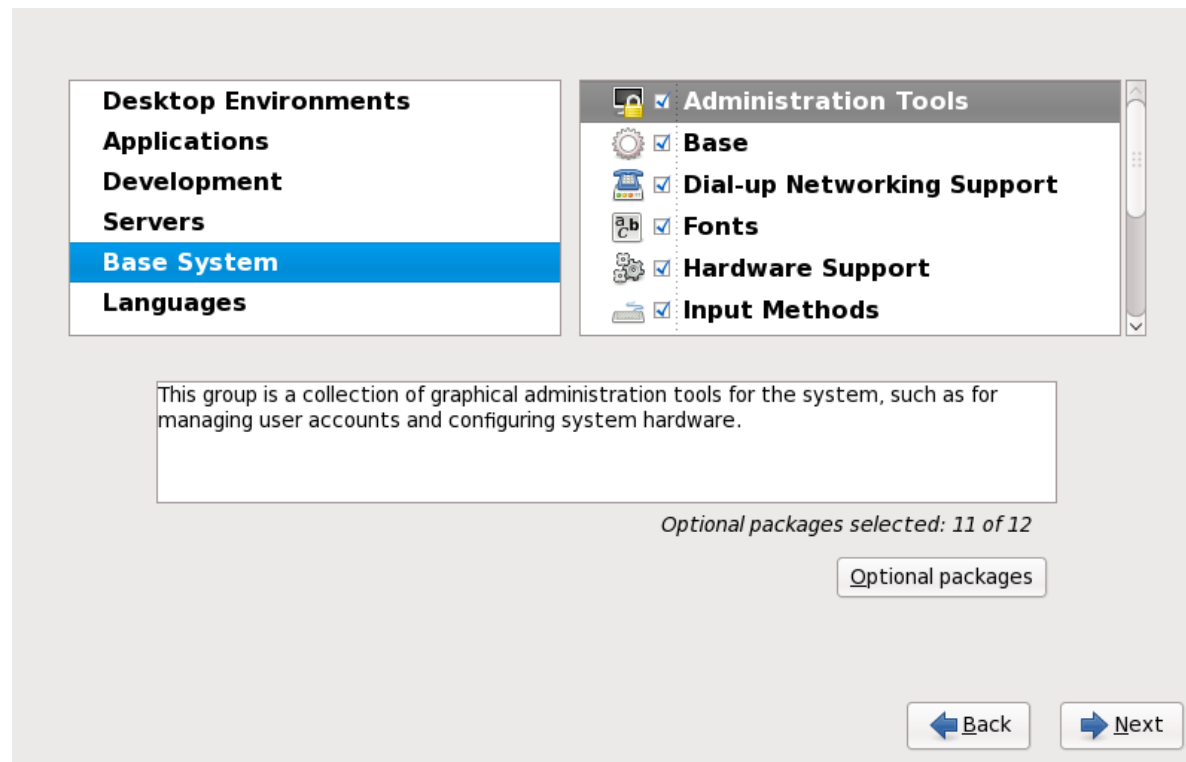 Desktop Environments
Applications
Development
Servers
Base System
Languages
Administration Tools
Base
Dial-up Networking Support
Fonts
Hardware Support
Input Methods
This group is a collection of graphical administration tools for the system, such as for
managing user accounts and configuring system hardware.
Optional packages selected: 11 of 12
Optional packages
Back
Next